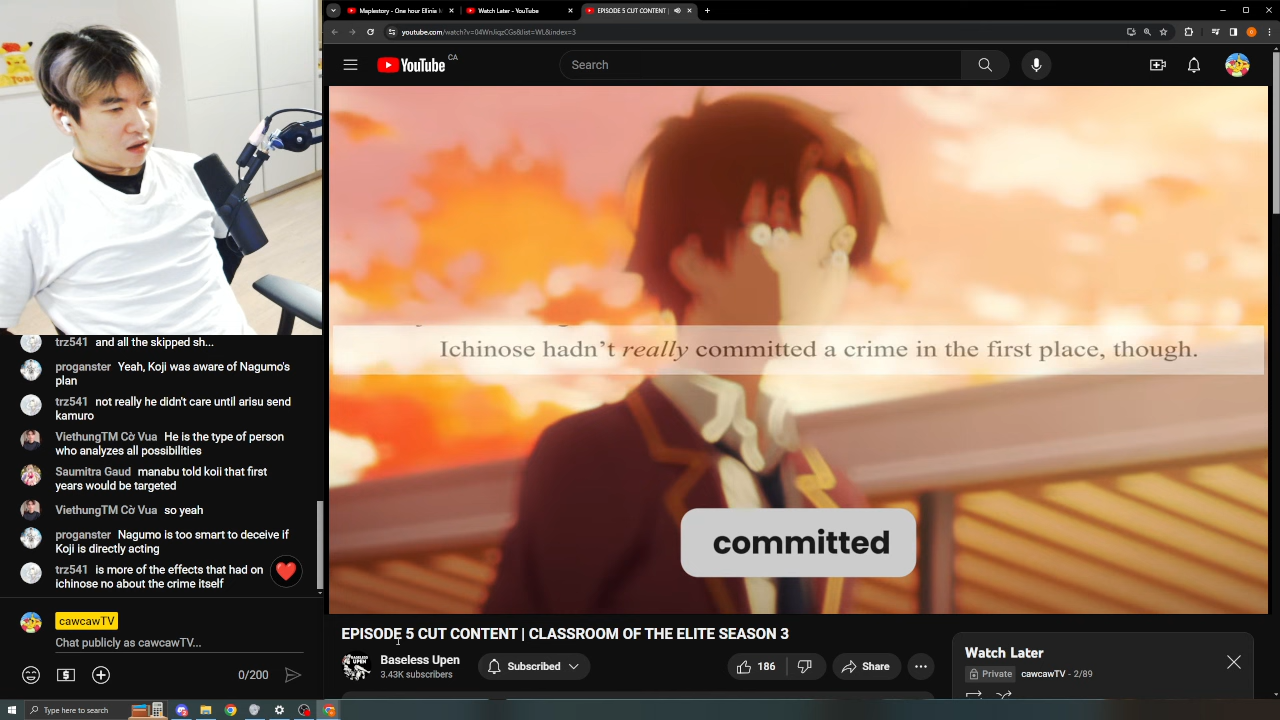 Maplestory - One hour Ellinia
Watch Later - YouTube
EPISODE 5 CUT CONTENT |
youtube.com/watch?v=04WnJiqzCGs&list=WL&index=3
YouTube CA
Search
Ichinose hadn't really committed a crime in the first place, though.
committed
trz541 and all the skipped sh...
proganster Yeah, Koji was aware of Nagumo's
plan
trz541 not really he didn't care until arisu send
kamuro
ViethungTM Cờ Vua He is the type of person
who analyzes all possibilities
Saumitra Gaud manabu told koii that first
years would be targeted
ViethungTM Cờ Vua so yeah
proganster Nagumo is too smart to deceive if
Koji is directly acting
trz541 is more of the effects that had on
ichinose no about the crime itself
cawcawTV
Chat publicly as cawcawTV...
0/200
EPISODE 5 CUT CONTENT | CLASSROOM OF THE ELITE SEASON 3
BASELESS
UPEN
Baseless Upen
3.43K subscribers
Subscribed
186
Share
Watch Later
Private cawcawTV - 2/89
Type here to search